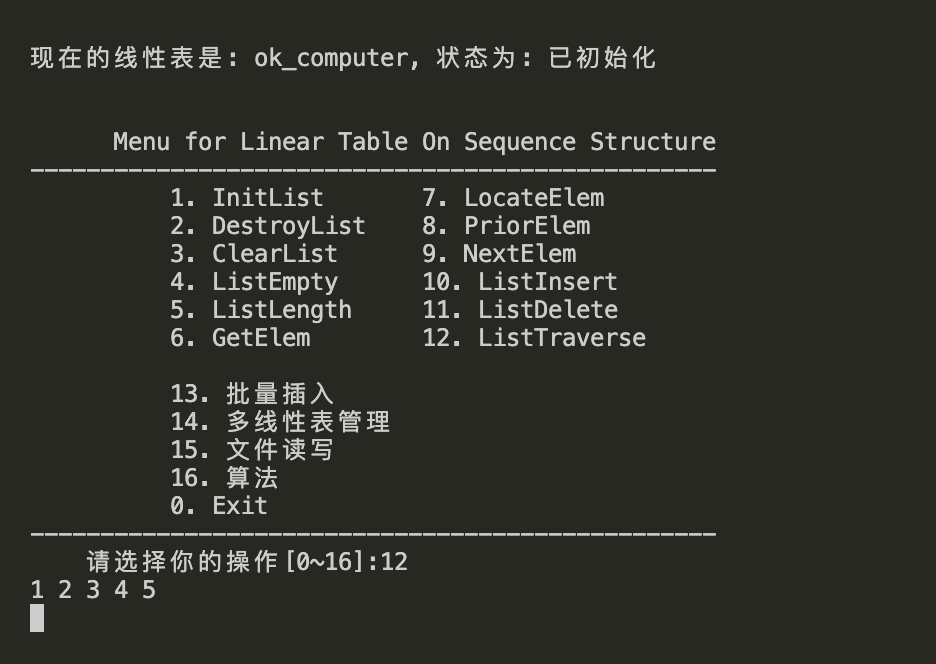 现在的线性表是: ok_computer, 状态为: 已初始化
Menu for Linear Table On Sequence Structure
-------------------------------------------------
1. InitList 7. LocateElem
2. DestroyList 8. PriorElem
3. ClearList 9. NextElem
4. ListEmpty 10. ListInsert
5. ListLength 11. ListDelete
6. GetElem 12. ListTraverse
13. 批量插入
14. 多线性表管理
15. 文件读写
16. 算法
0. Exit
-------------------------------------------------
请选择你的操作[0~16]:12
1 2 3 4 5